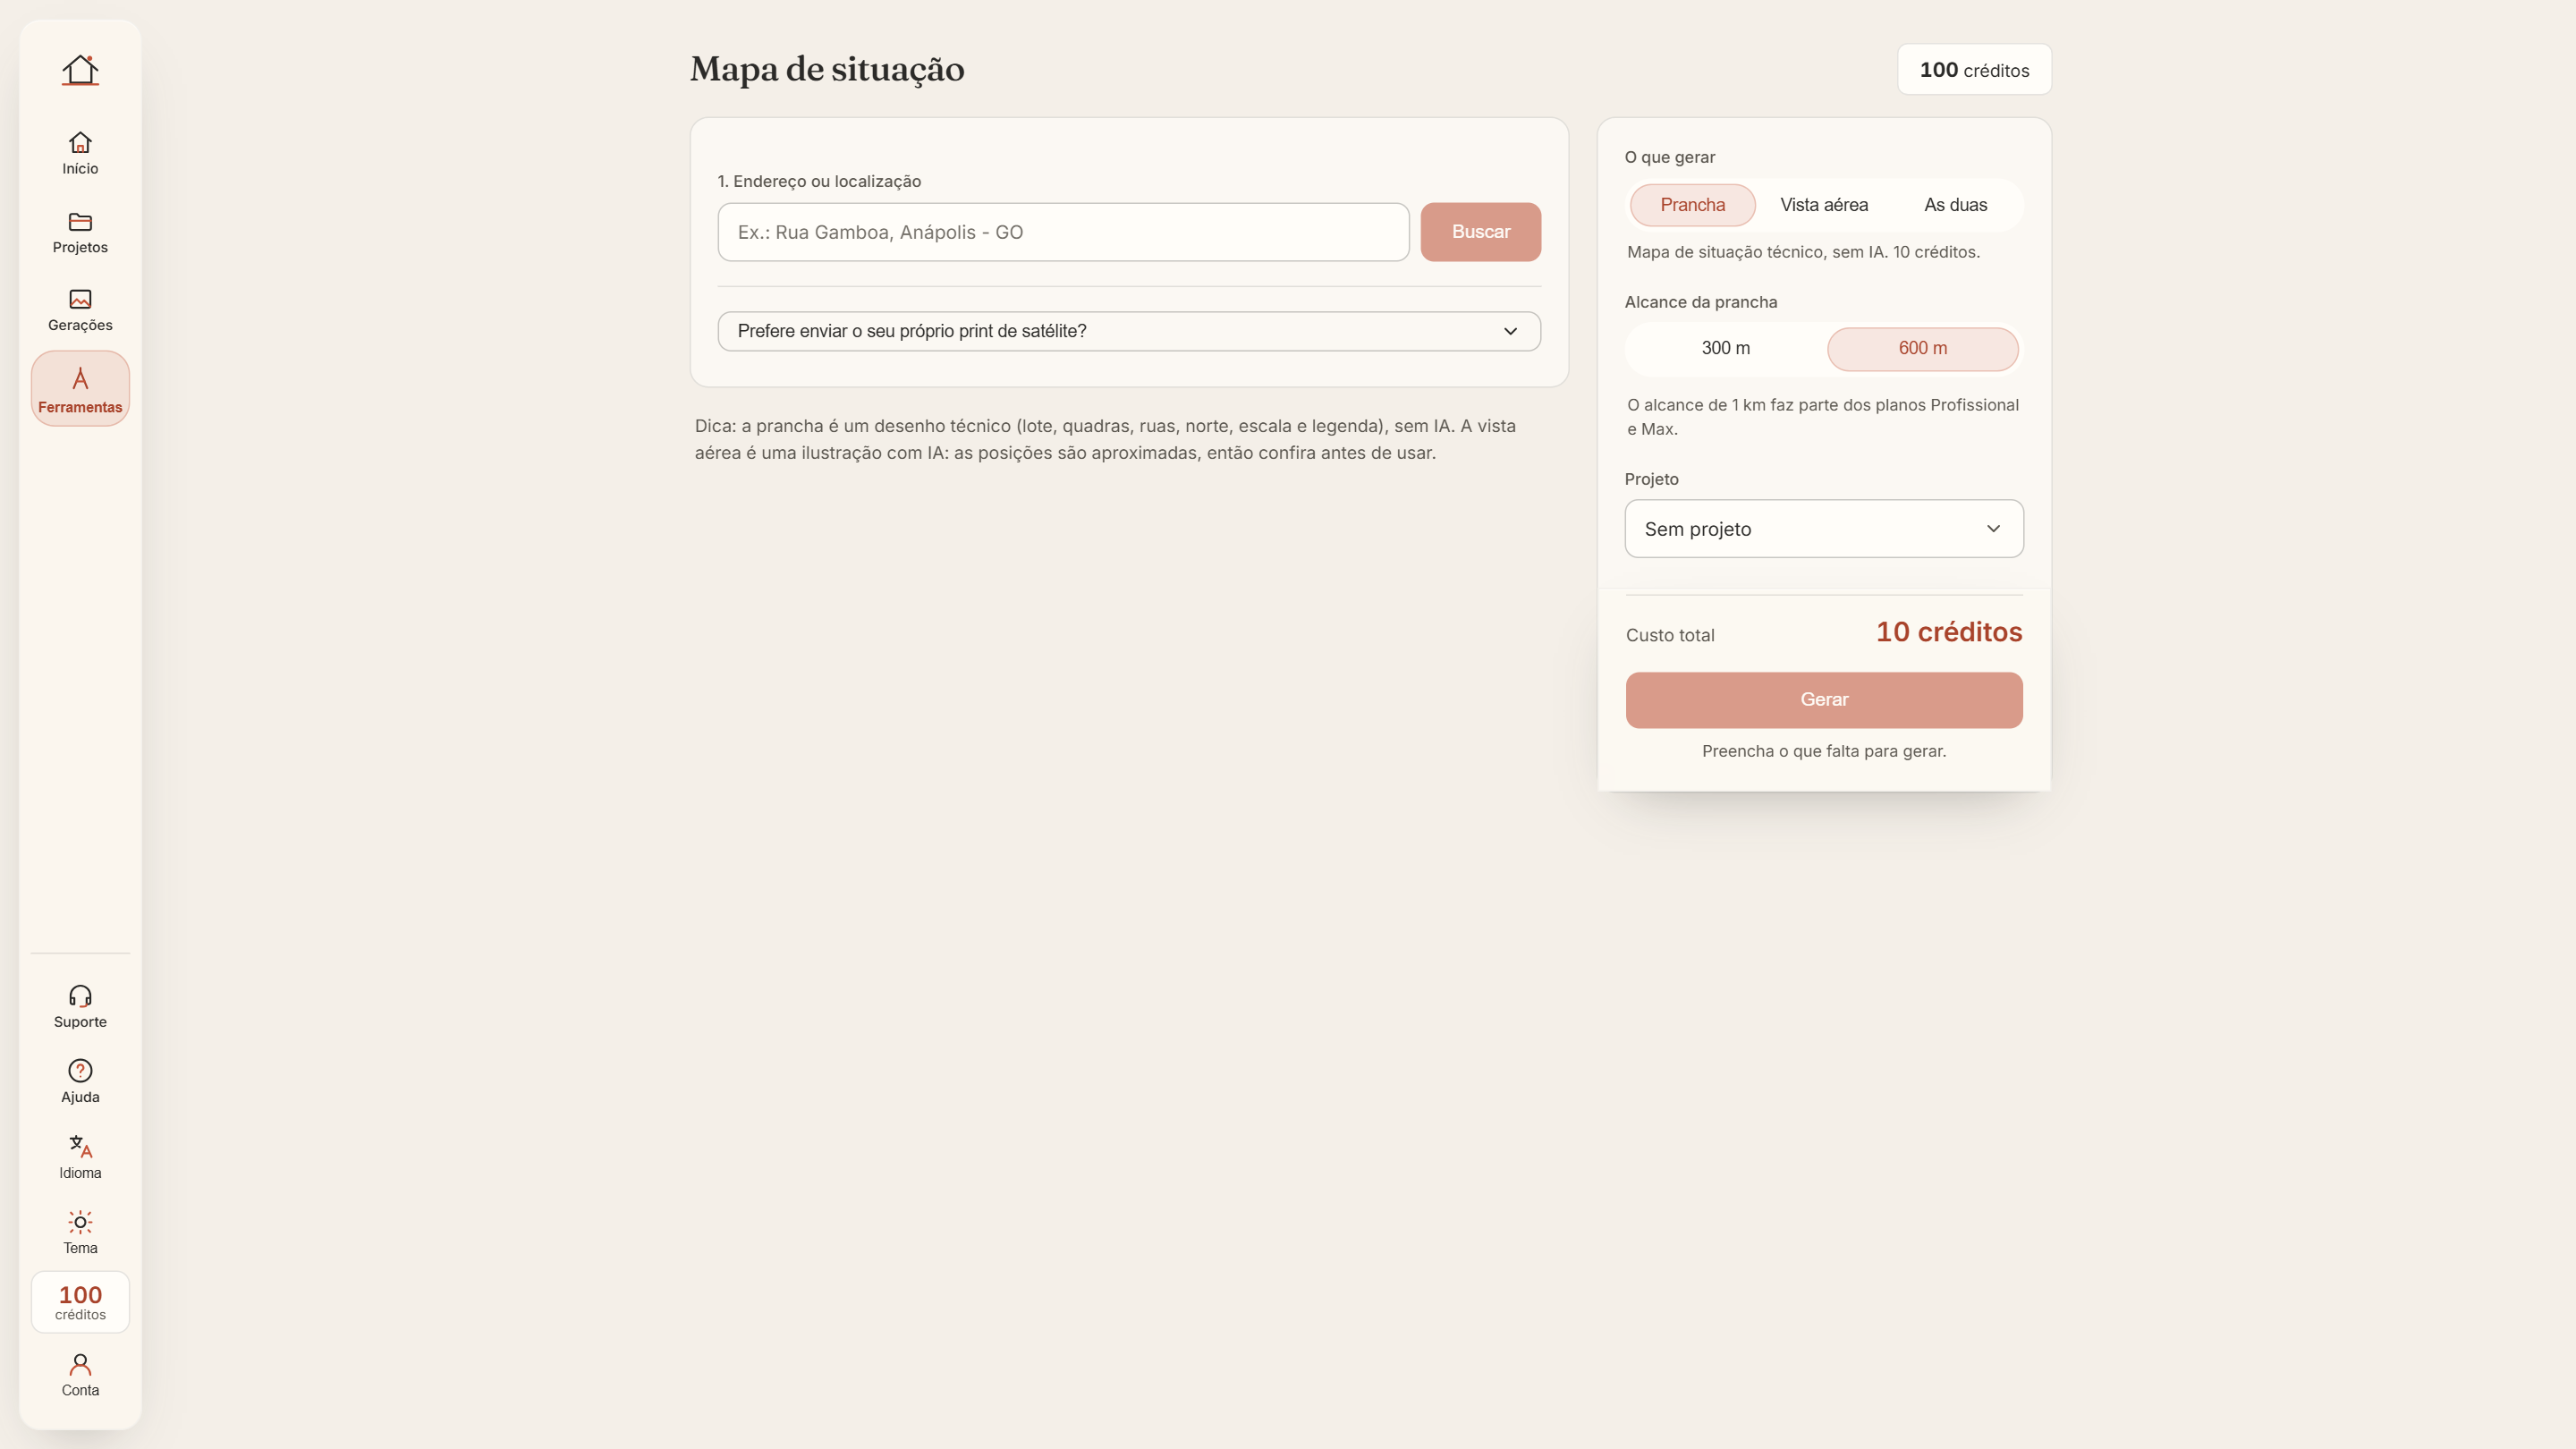 Início
Projetos
Gerações
Ferramentas
Suporte
Ajuda
Idioma
Tema
100
créditos
Conta
Mapa de situação
100 créditos
1. Endereço ou localização
Ex.: Rua Gamboa, Anápolis - GO
Buscar
Prefere enviar o seu próprio print de satélite?
Dica: a prancha é um desenho técnico (lote, quadras, ruas, norte, escala e legenda), sem IA. A vista
aérea é uma ilustração com IA: as posições são aproximadas, então confira antes de usar.
O que gerar
Prancha Vista aérea As duas
Mapa de situação técnico, sem IA. 10 créditos.
Alcance da prancha
300 m 600 m
O alcance de 1 km faz parte dos planos Profissional
e Max.
Projeto
Sem projeto
Custo total 10 créditos
Gerar
Preencha o que falta para gerar.